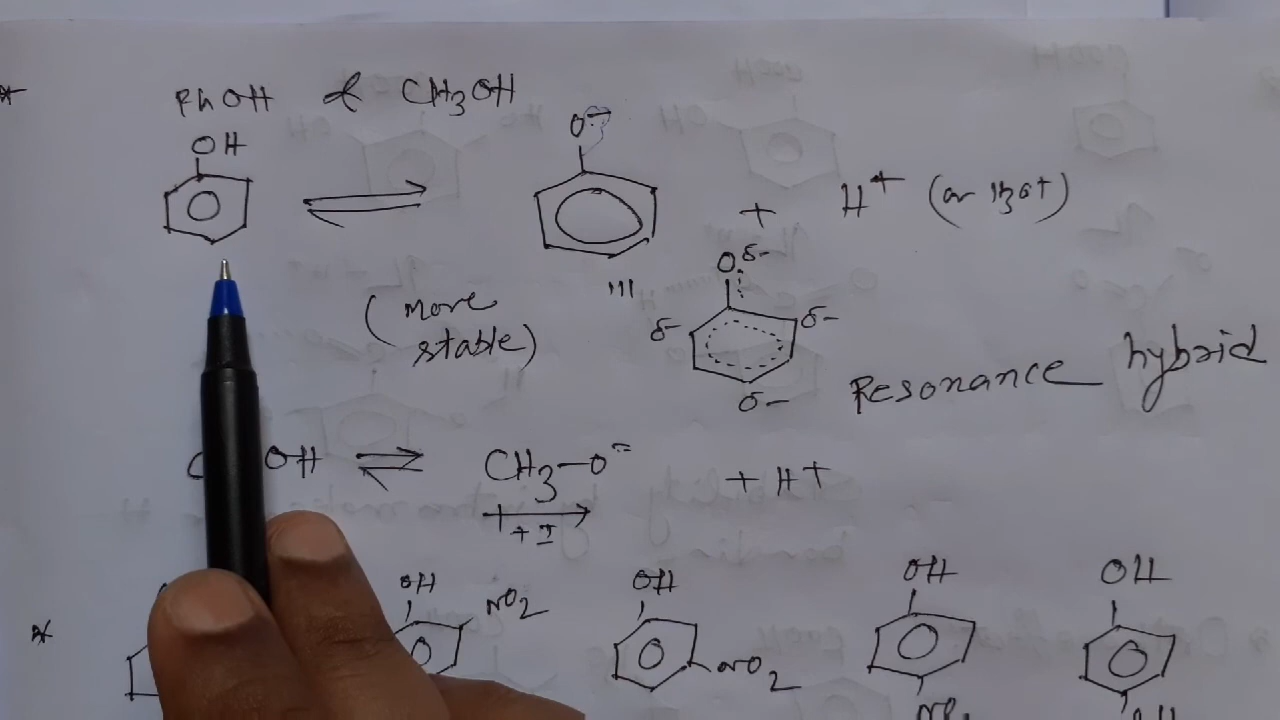 PhOH & CH3OH
OH
O-
+ H+ (or H3O+)
Oδ-
δ-
δ-
δ-
(more
stable)
Resonance hybrid
OH
CH3-O-
+ H+
+I
OH
NO2
OH
NO2
OH
OH